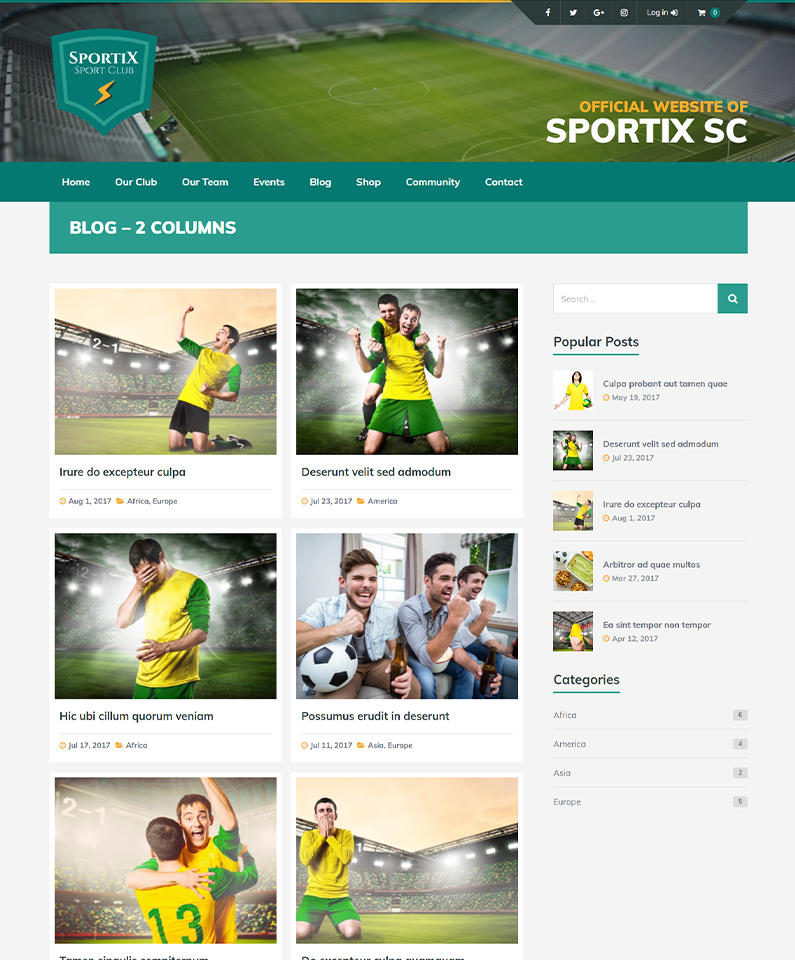 Log in
0
SPORTIX
SPORT CLUB
OFFICIAL WEBSITE OF
SPORTIX SC
Home
Our Club
Our Team
Events
Blog
Shop
Community
Contact
BLOG – 2 COLUMNS
2-1
Irure do excepteur culpa
Aug 1, 2017 Africa, Europe
Deserunt velit sed admodum
Jul 23, 2017 America
Hic ubi cillum quorum veniam
Jul 17, 2017 Africa
Possumus erudit in deserunt
Jul 11, 2017 Asia, Europe
2-1
13
1
Search...
Popular Posts
Culpa probant aut tamen quae
May 19, 2017
Deserunt velit sed admodum
Jul 23, 2017
Irure do excepteur culpa
Aug 1, 2017
Arbitror ad quae multos
Mar 27, 2017
Ea sint tempor non tempor
Apr 12, 2017
Categories
Africa 6
America 4
Asia 2
Europe 5